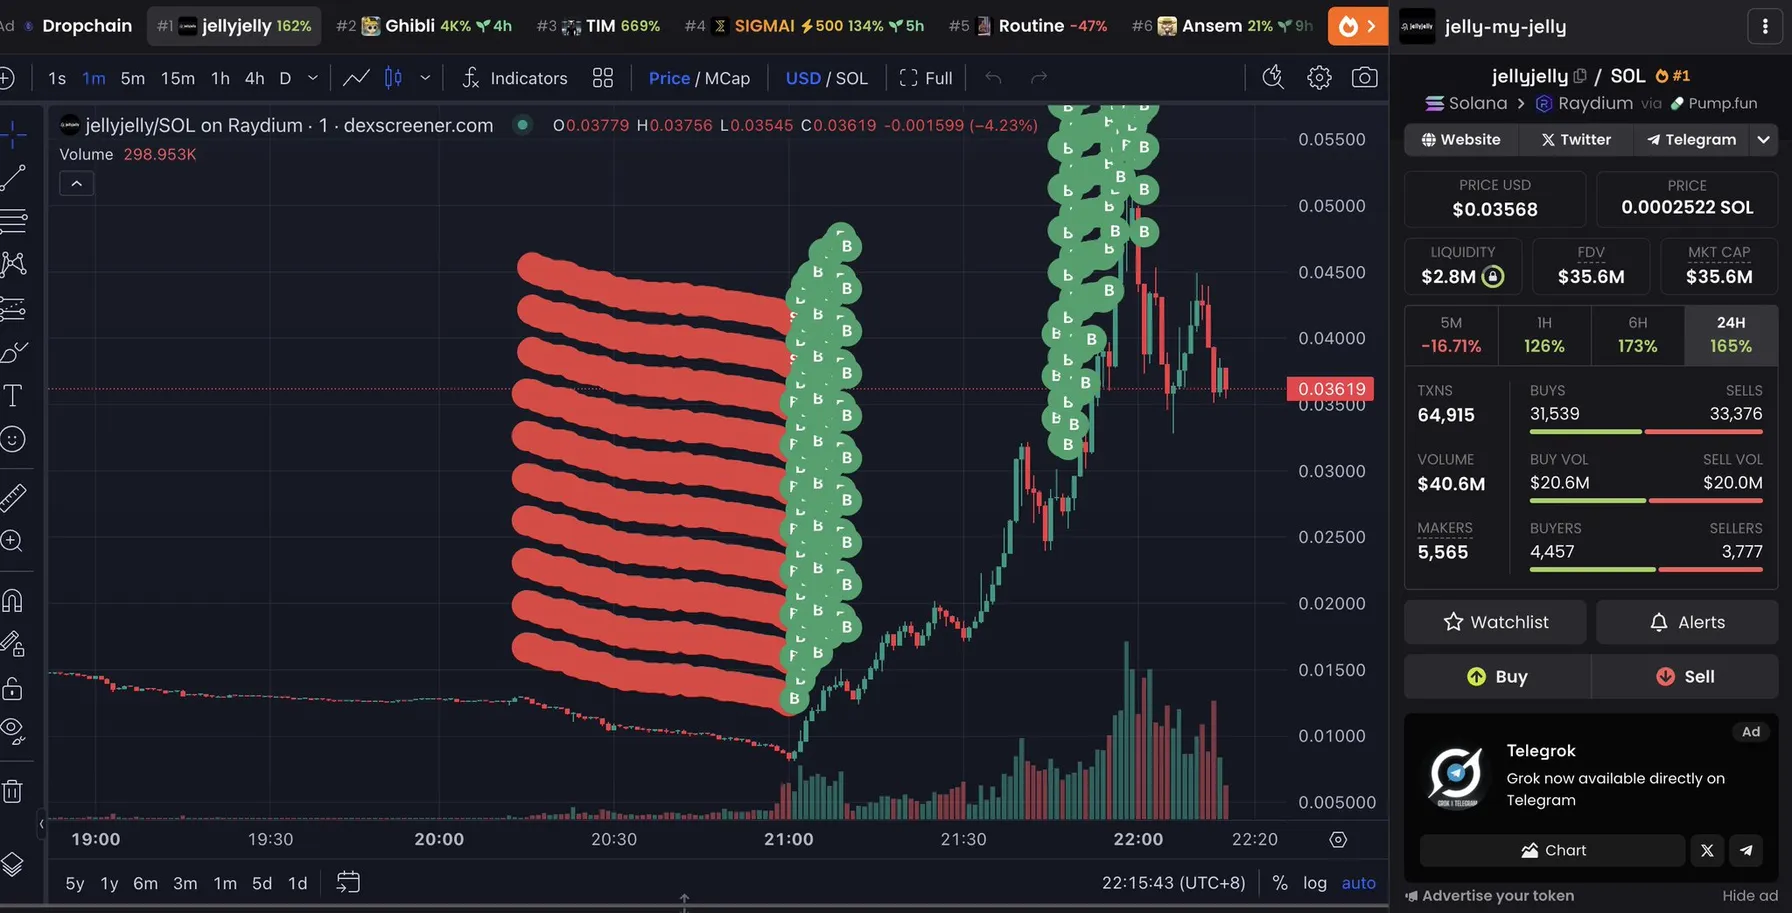 Ad Dropchain #1 jellyjelly 162% #2 Ghibli 4K% 4h #3 TIM 669% #4 SIGMAI ⚡500 134% 5h #5 Routine -47% #6 Ansem 21% 9h
jelly-my-jelly
1s 1m 5m 15m 1h 4h D Indicators Price / MCap USD / SOL Full
jellyjelly/SOL on Raydium · 1 · dexscreener.com O0.03779 H0.03756 L0.03545 C0.03619 -0.001599 (−4.23%)
Volume 298.953K
0.05500
0.05000
0.04500
0.04000
0.03619
0.03500
0.03000
0.02500
0.02000
0.01500
0.01000
0.005000
19:00 19:30 20:00 20:30 21:00 21:30 22:00 22:20
5y 1y 6m 3m 1m 5d 1d 22:15:43 (UTC+8) % log auto
jellyjelly / SOL #1
Solana > Raydium via Pump.fun
Website Twitter Telegram
PRICE USD PRICE
$0.03568 0.0002522 SOL
LIQUIDITY FDV MKT CAP
$2.8M $35.6M $35.6M
5M 1H 6H 24H
-16.71% 126% 173% 165%
TXNS BUYS SELLS
64,915 31,539 33,376
VOLUME BUY VOL SELL VOL
$40.6M $20.6M $20.0M
MAKERS BUYERS SELLERS
5,565 4,457 3,777
Watchlist Alerts
Buy Sell
Ad
Telegrok
Grok now available directly on
Telegram
GROK X TELEGRAM
Chart
Advertise your token Hide ad